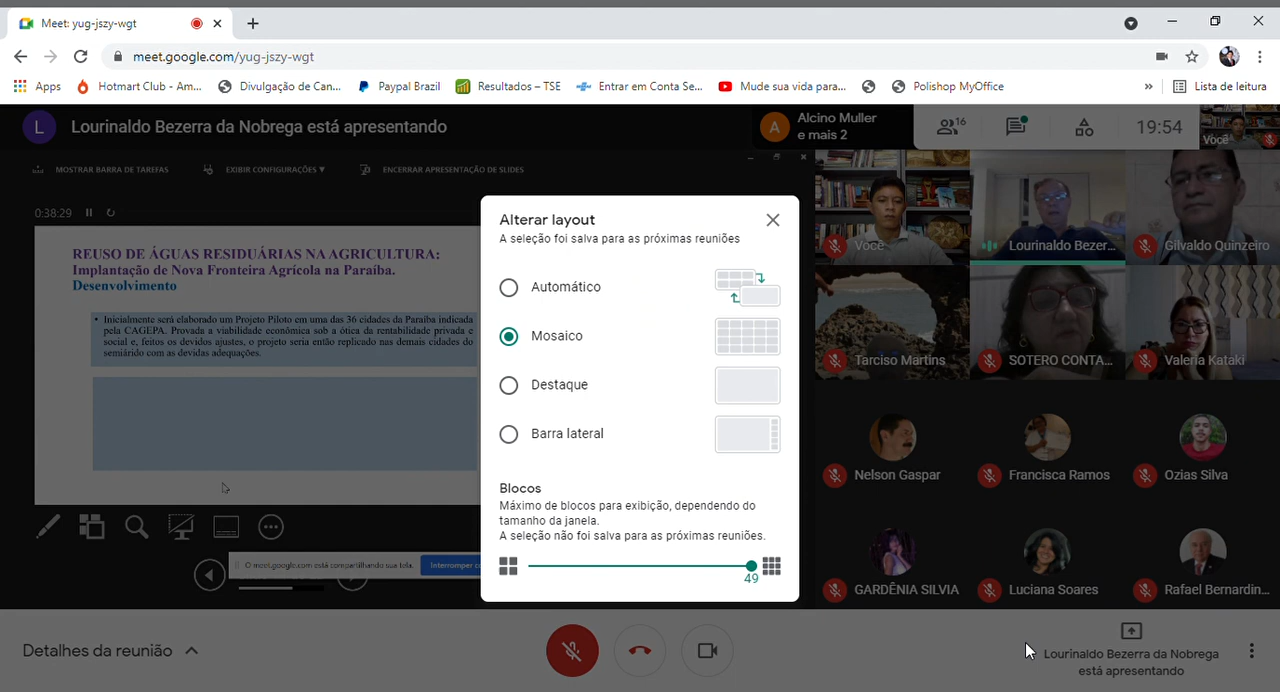 Meet: yug-jszy-wgt
meet.google.com/yug-jszy-wgt
Apps
Hotmart Club - Am...
Divulgação de Can...
Paypal Brazil
Resultados – TSE
Entrar em Conta Se...
Mude sua vida para...
Polishop MyOffice
»
Lista de leitura
L
Lourinaldo Bezerra da Nobrega está apresentando
A
Alcino Muller
e mais 2
16
19:54
Você
MOSTRAR BARRA DE TAREFAS
EXIBIR CONFIGURAÇÕES ▼
ENCERRAR APRESENTAÇÃO DE SLIDES
0:38:29
REUSO DE ÁGUAS RESIDUÁRIAS NA AGRICULTURA:
Implantação de Nova Fronteira Agrícola na Paraíba.
Desenvolvimento
• Inicialmente será elaborado um Projeto Piloto em uma das 36 cidades da Paraíba indicada
pela CAGEPA. Provada a viabilidade econômica sob a ótica da rentabilidade privada e
social e, feitos os devidos ajustes, o projeto seria então replicado nas demais cidades do
semiárido com as devidas adequações.
O meet.google.com está compartilhando sua tela.
Interromper c
Alterar layout
A seleção foi salva para as próximas reuniões
Automático
Mosaico
Destaque
Barra lateral
Blocos
Máximo de blocos para exibição, dependendo do
tamanho da janela.
A seleção não foi salva para as próximas reuniões.
49
Você
Lourinaldo Bezer...
Gilvaldo Quinzeiro
Tarciso Martins
SOTERO CONTA...
Valeria Kataki
Nelson Gaspar
Francisca Ramos
Ozias Silva
GARDÊNIA SILVIA
Luciana Soares
Rafael Bernardin...
Detalhes da reunião
Lourinaldo Bezerra da Nobrega
está apresentando